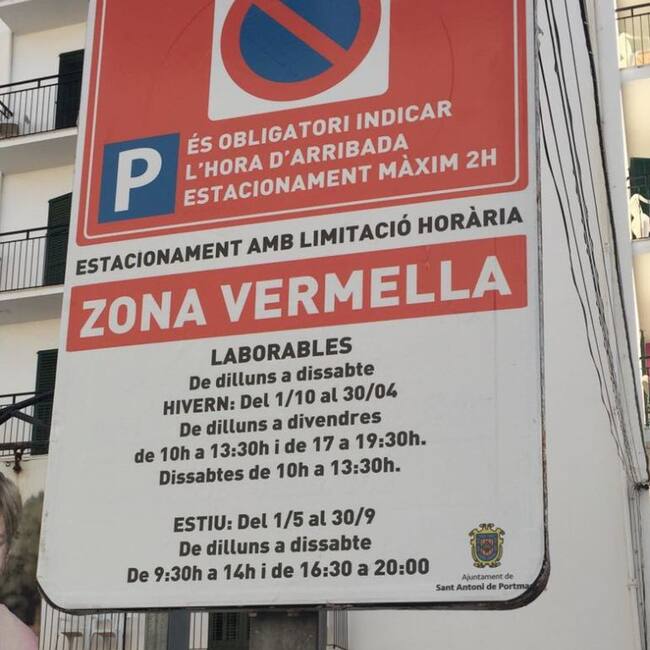 P
ÉS OBLIGATORI INDICAR
L'HORA D'ARRIBADA
ESTACIONAMENT MÀXIM 2H
ESTACIONAMENT AMB LIMITACIÓ HORÀRIA
ZONA VERMELLA
LABORABLES
De dilluns a dissabte
HIVERN: Del 1/10 al 30/04
De dilluns a divendres
de 10h a 13:30h i de 17 a 19:30h.
Dissabtes de 10h a 13:30h.
ESTIU: Del 1/5 al 30/9
De dilluns a dissabte
De 9:30h a 14h i de 16:30 a 20:00
Ajuntament de
Sant Antoni de Portma